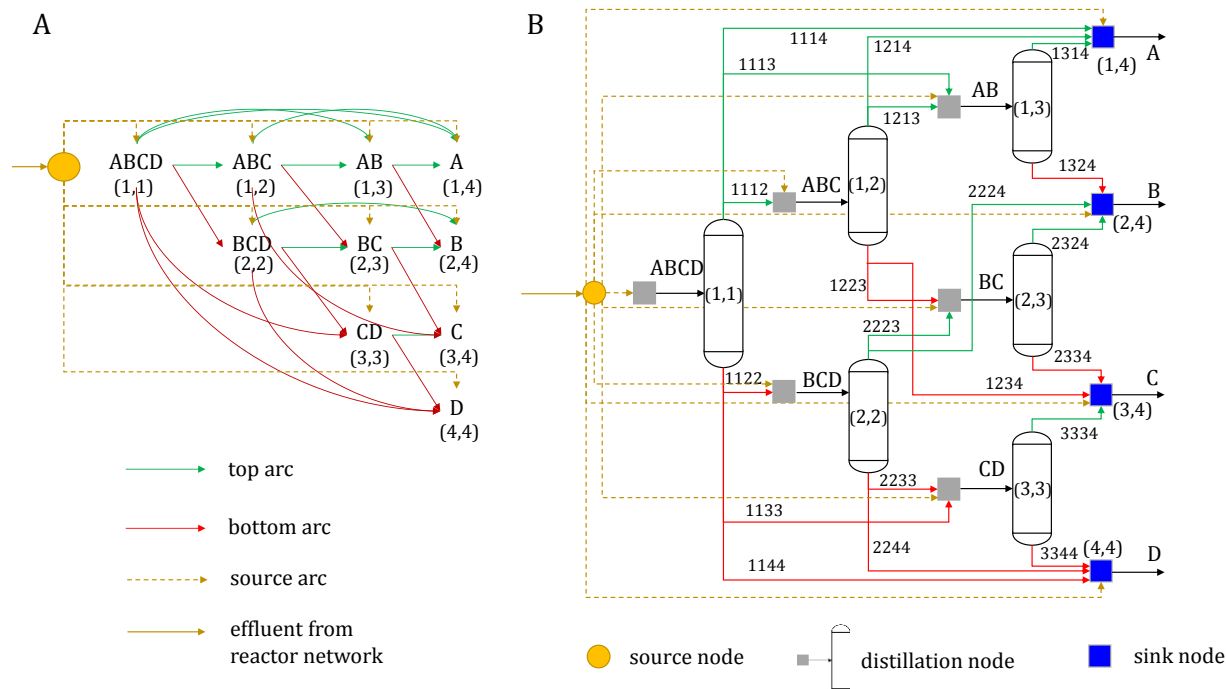 A
ABCD
(1,1)
ABC
(1,2)
AB
(1,3)
A
(1,4)
BCD
(2,2)
BC
(2,3)
B
(2,4)
CD
(3,3)
C
(3,4)
D
(4,4)
top arc
bottom arc
source arc
effluent from
reactor network
B
1114
1214
1314
(1,4)
A
1113
AB
(1,3)
1213
1112
ABC
(1,2)
1324
2224
B
(2,4)
2324
ABCD
(1,1)
1223
BC
(2,3)
2223
2334
1122
BCD
(2,2)
1234
C
(3,4)
3334
2233
CD
(3,3)
1133
2244
3344
(4,4)
D
1144
source node
distillation node
sink node